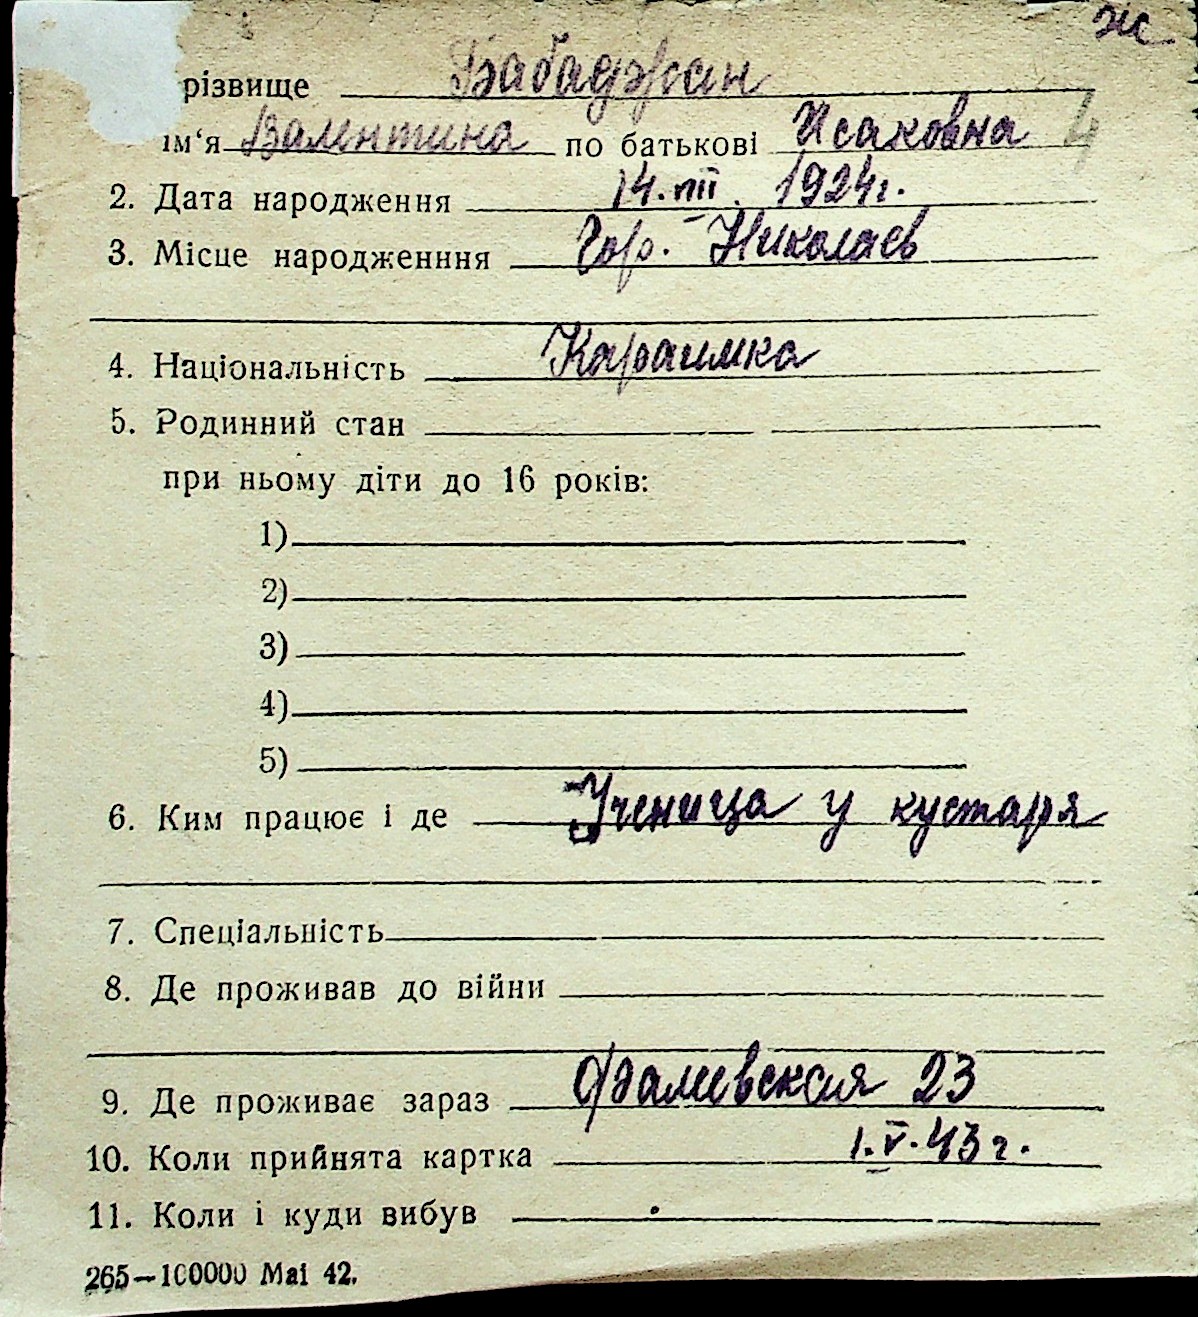 ж
різвище Бабаджан
ім'я Валентина по батькові Исаковна 4
2. Дата народження 14. VIII. 1924г.
3. Місце народженння Гор. Николаев
4. Національність Караимка
5. Родинний стан
при ньому діти до 16 років:
1)
2)
3)
4)
5)
6. Ким працює і де Ученица у кустаря
7. Спеціальність
8. Де проживав до війни
9. Де проживає зараз Фалиевская 23
10. Коли прийнята картка 1.V.43г.
11. Коли і куди вибув
265—100000 Mai 42.